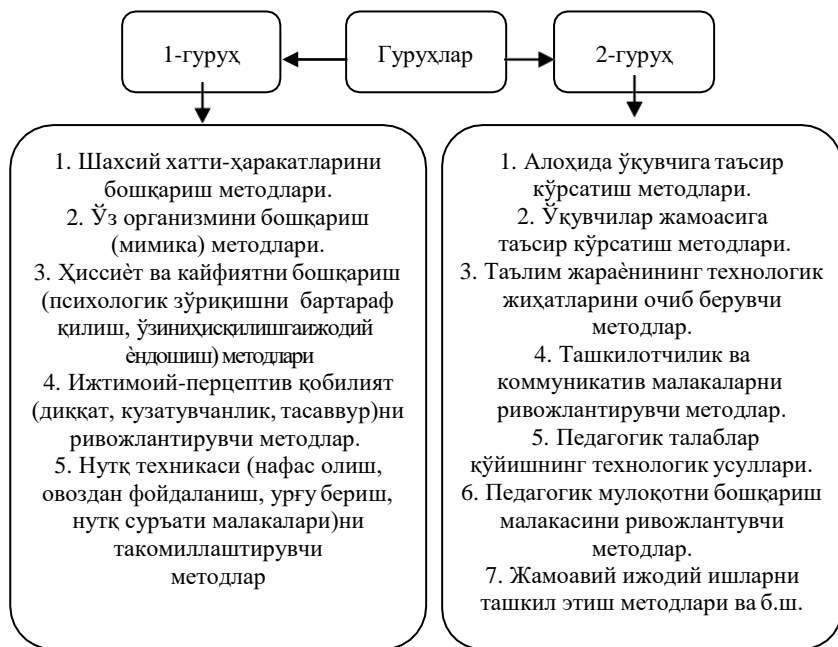 1-гуруҳ
Гуруҳлар
2-гуруҳ
1. Шахсий хатти-ҳаракатларини
бошқариш методлари.
2. Ўз организмини бошқариш
(мимика) методлари.
3. Ҳиссиѐт ва кайфиятни бошқариш
(психологик зўриқишни бартараф
қилиш, ўзиниҳисқилишгаижодий
ѐндошиш) методлари
4. Ижтимоий-перцептив қобилият
(диққат, кузатувчанлик, тасаввур)ни
ривожлантирувчи методлар.
5. Нутқ техникаси (нафас олиш,
овоздан фойдаланиш, урғу бериш,
нутқ суръати малакалари)ни
такомиллаштирувчи
методлар
1. Алоҳида ўқувчига таъсир
кўрсатиш методлари.
2. Ўқувчилар жамоасига
таъсир кўрсатиш методлари.
3. Таълим жараѐнининг технологик
жиҳатларини очиб берувчи
методлар.
4. Ташкилотчилик ва
коммуникатив малакаларни
ривожлантирувчи методлар.
5. Педагогик талаблар
қўйишнинг технологик усуллари.
6. Педагогик мулоқотни бошқариш
малакасини ривожлантувчи
методлар.
7. Жамоавий ижодий ишларни
ташкил этиш методлари ва б.ш.